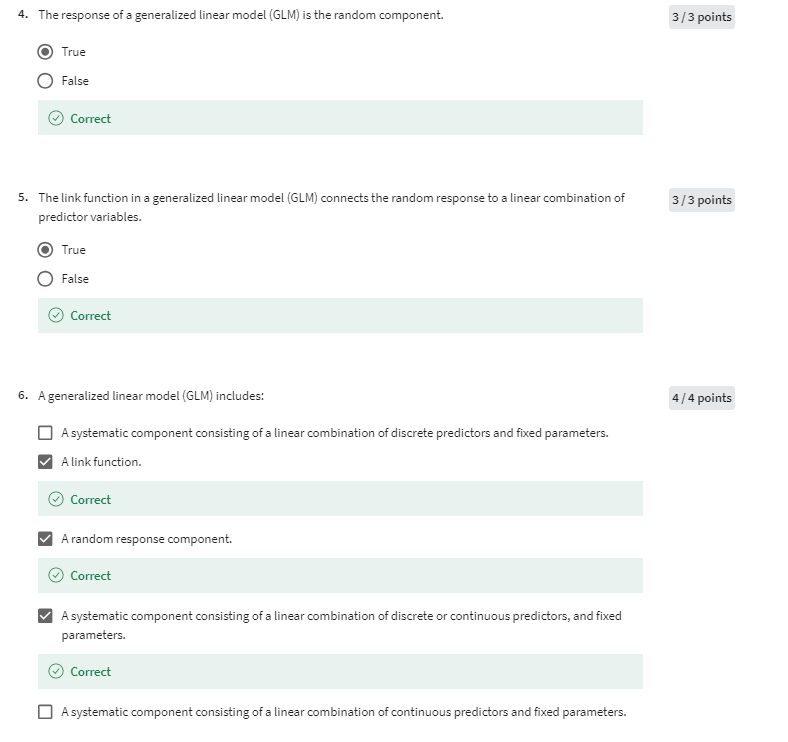 4. The response of a generalized linear model (GLM) is the random component.
3 / 3 points
True
False
Correct
5. The link function in a generalized linear model (GLM) connects the random response to a linear combination of
predictor variables.
3 / 3 points
True
False
Correct
6. A generalized linear model (GLM) includes:
4 / 4 points
A systematic component consisting of a linear combination of discrete predictors and fixed parameters.
A link function.
Correct
A random response component.
Correct
A systematic component consisting of a linear combination of discrete or continuous predictors, and fixed
parameters.
Correct
A systematic component consisting of a linear combination of continuous predictors and fixed parameters.